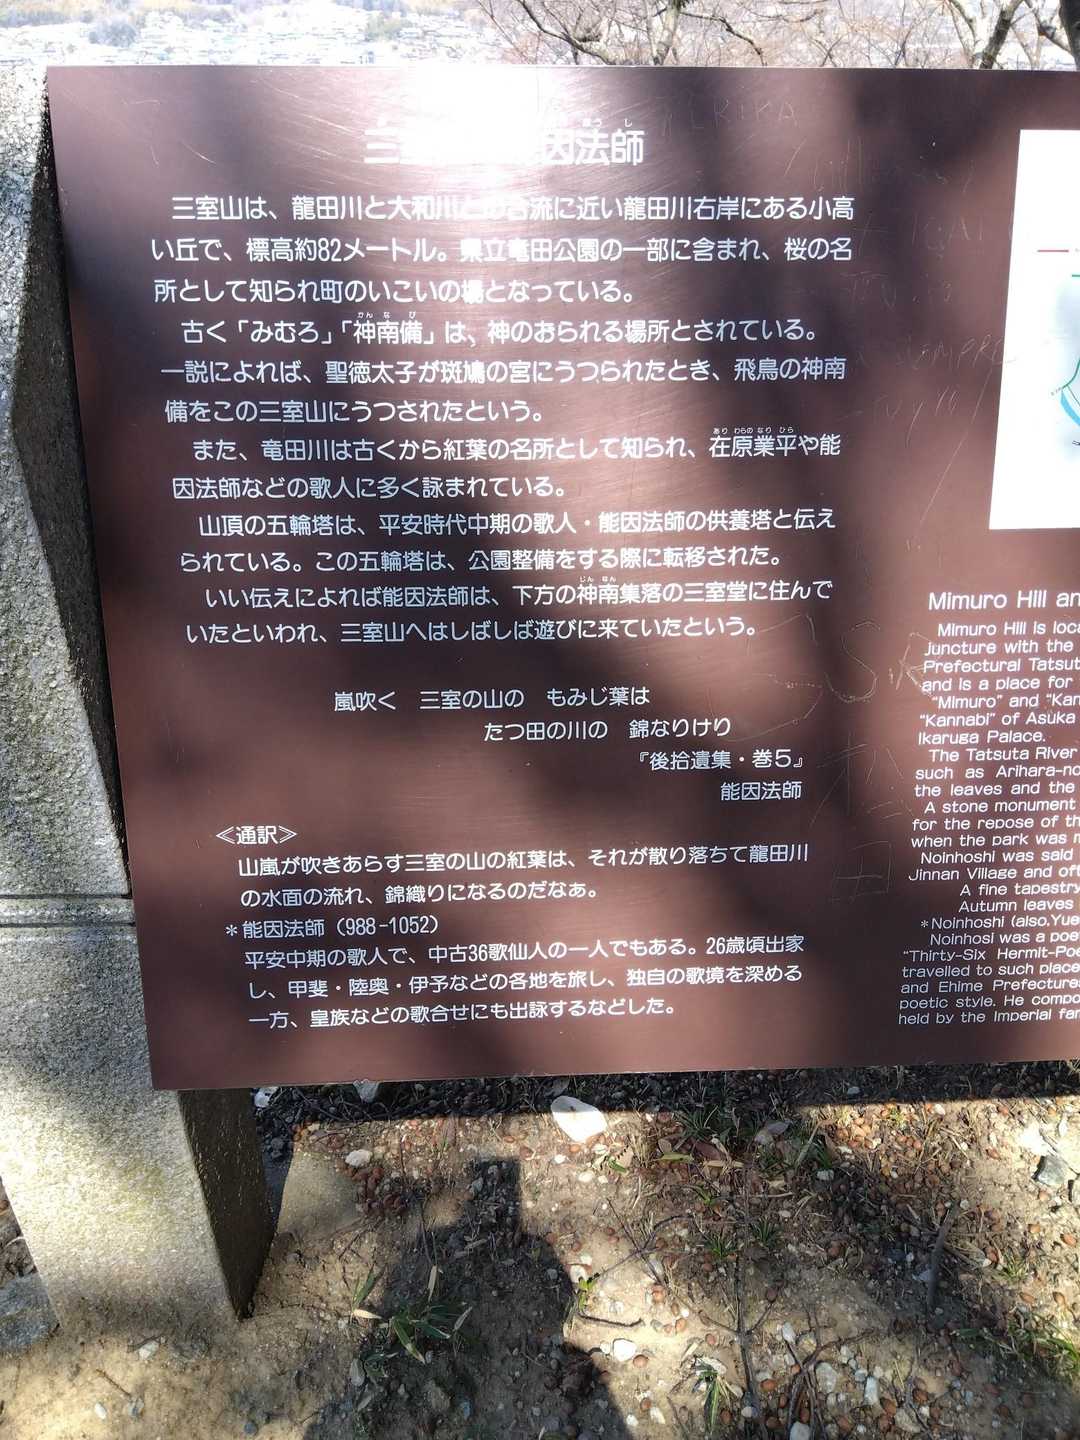 三室 因法師
三室山は、龍田川と大和川との合流に近い龍田川右岸にある小高
い丘で、標高約82メートル。県立竜田公園の一部に含まれ、桜の名
所として知られ町のいこいの場となっている。
古く「みむろ」「神南備」は、神のおられる場所とされている。
一説によれば、聖徳太子が斑鳩の宮にうつられたとき、飛鳥の神南
備をこの三室山にうつされたという。
また、竜田川は古くから紅葉の名所として知られ、在原業平や能
因法師などの歌人に多く詠まれている。
山頂の五輪塔は、平安時代中期の歌人・能因法師の供養塔と伝え
られている。この五輪塔は、公園整備をする際に転移された。
いい伝えによれば能因法師は、下方の神南集落の三室堂に住んで
いたといわれ、三室山へはしばしば遊びに来ていたという。
嵐吹く 三室の山の もみじ葉は
たつ田の川の 錦なりけり
『後拾遺集・巻5』
能因法師
≪通訳≫
山嵐が吹きあらす三室の山の紅葉は、それが散り落ちて龍田川
の水面の流れ、錦織りになるのだなぁ。
＊能因法師（988-1052）
平安中期の歌人で、中古36歌仙人の一人でもある。26歳頃出家
し、甲斐・陸奥・伊予などの各地を旅し、独自の歌境を深める
一方、皇族などの歌合せにも出詠するなどした。
Mimuro Hill an
Mimuro Hill is loca
Juncture with the
Prefectural Tatsut
and is a place for
"Mimuro" and "Kan
"Kannabi" of Asuka
Ikaruga Palace.
The Tatsuta River
such as Arihara-no
the leaves and the
A stone monument
for the repose of th
when the park was m
Noinhoshi was said
Jinnan Village and oft
A fine tapestry
Autumn leaves
＊Noinhoshi (also.Yue
Noinhosi was a poe
"Thirty-Six Hermit-Poe
travelled to such place
and Ehime Prefectures
poetic style. He compo
held by the Imperial fam